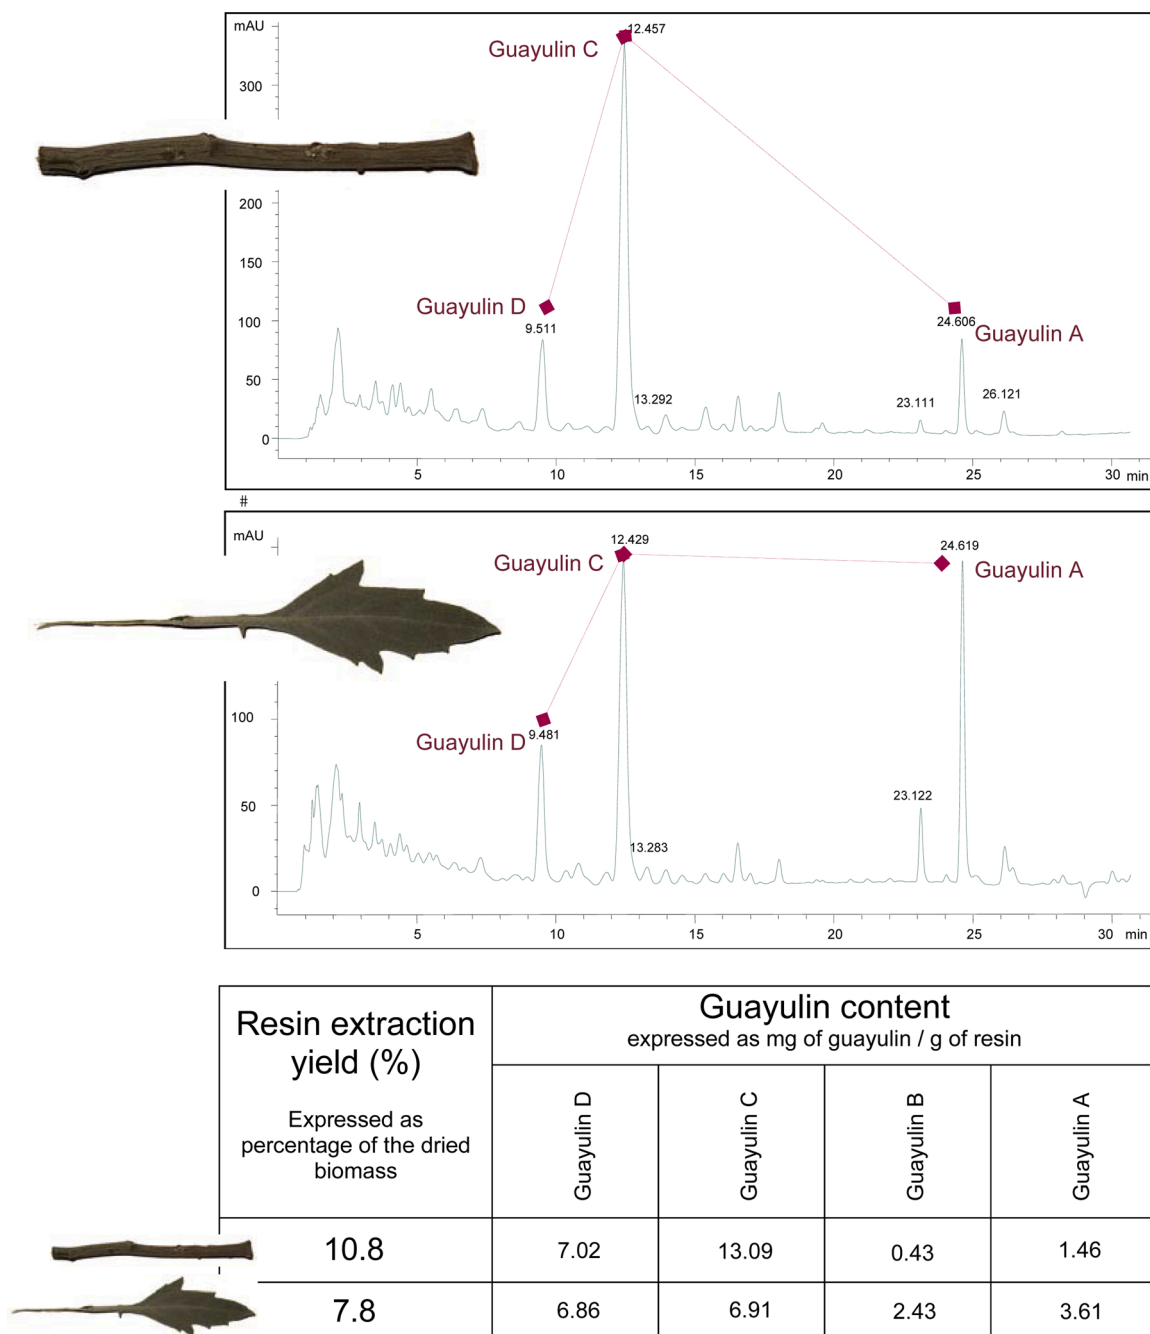 mAU
12.457
Guayulin C
300
200
150
Guayulin D
100
9.511
24.606
Guayulin A
50
13.292
23.111
26.121
0
5
10
15
20
25
30
min
#
mAU
12.429
24.619
Guayulin C
Guayulin A
100
Guayulin D
9.481
50
23.122
13.283
0
5
10
15
20
25
30
min
Resin extraction
yield (%)
Expressed as
percentage of the dried
biomass
Guayulin content
expressed as mg of guayulin / g of resin
Guayulin D
Guayulin C
Guayulin B
Guayulin A
10.8 7.02 13.09 0.43 1.46
7.8 6.86 6.91 2.43 3.61